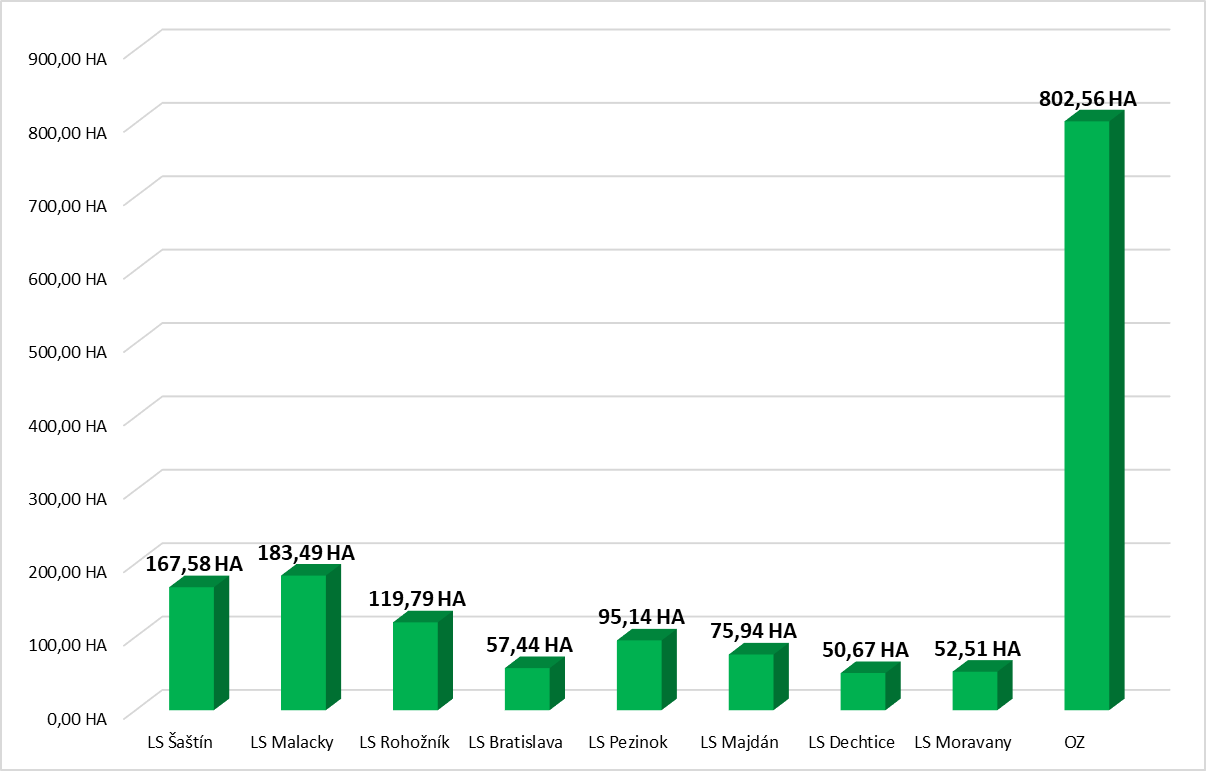 900,00 HA
800,00 HA
700,00 HA
600,00 HA
500,00 HA
400,00 HA
300,00 HA
200,00 HA
100,00 HA
0,00 HA
167,58 HA
183,49 HA
119,79 HA
57,44 HA
95,14 HA
75,94 HA
50,67 HA
52,51 HA
802,56 HA
LS Šaštín
LS Malacky
LS Rohožník
LS Bratislava
LS Pezinok
LS Majdán
LS Dechtice
LS Moravany
OZ